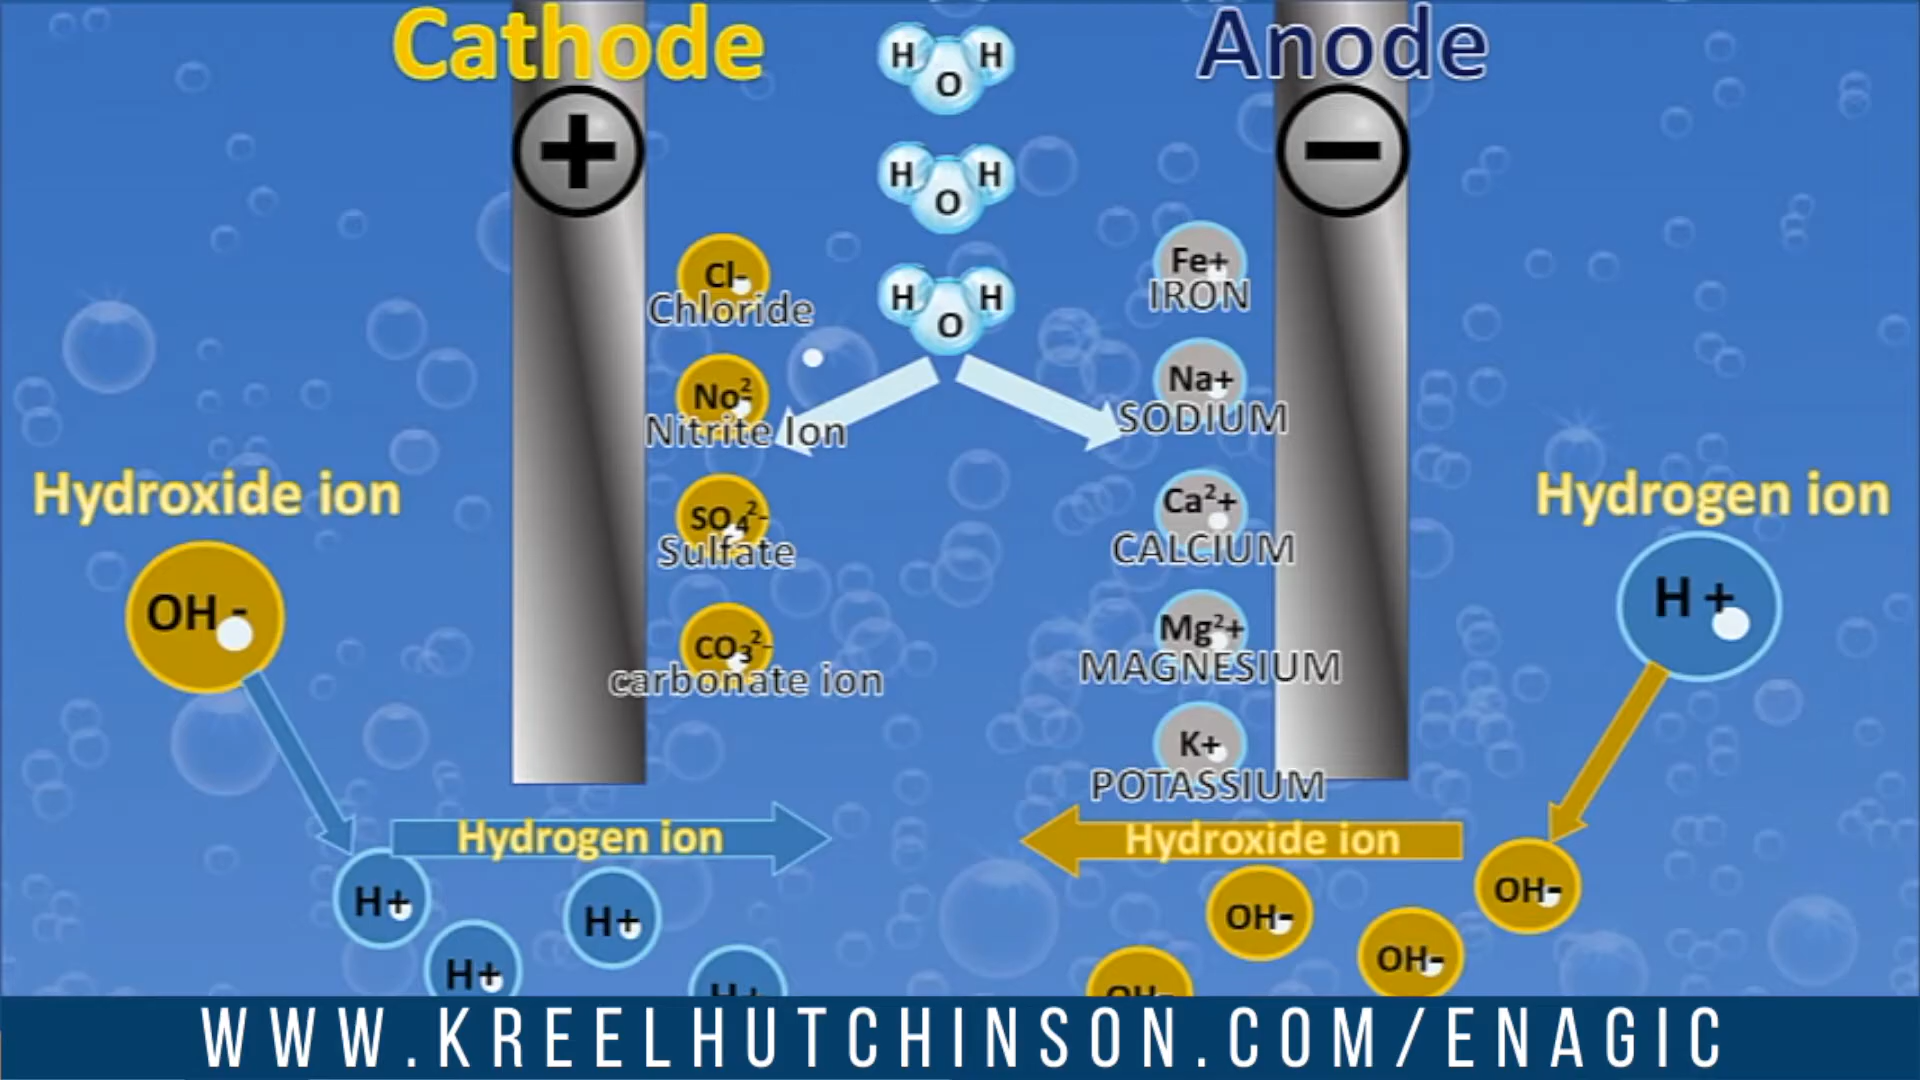 Cathode
Anode
+
−
H H
O
H H
O
H H
O
Cl-
Chloride
No²-
Nitrite Ion
SO₄²-
Sulfate
CO₃²-
carbonate ion
Fe+
IRON
Na+
SODIUM
Ca²+
CALCIUM
Mg²+
MAGNESIUM
K+
POTASSIUM
Hydroxide ion
OH -
Hydrogen ion
H +
Hydrogen ion
Hydroxide ion
H+
H+
H+
H+
OH-
OH-
OH-
OH-
WWW.KREELHUTCHINSON.COM/ENAGIC